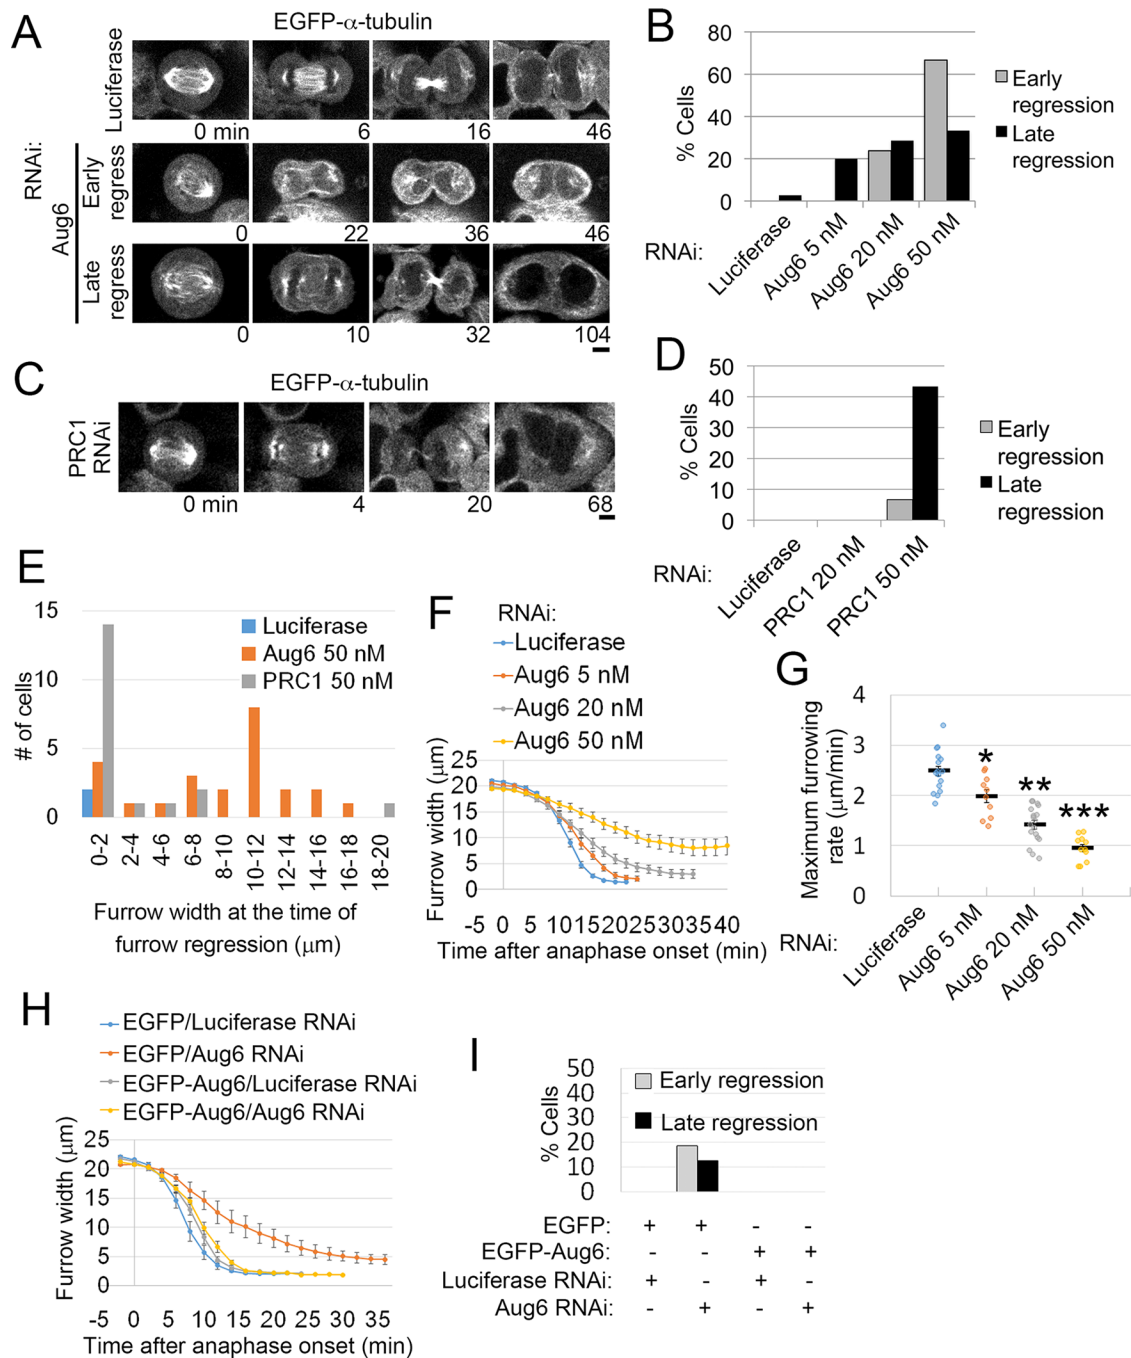 A
EGFP-α-tubulin
RNAi:
Luciferase
0 min 6 16 46
Aug6
Early regress
0 22 36 46
Late regress
0 10 32 104
B
% Cells
80
60
40
20
0
Early regression
Late regression
RNAi: Luciferase Aug6 5 nM Aug6 20 nM Aug6 50 nM
C
EGFP-α-tubulin
PRC1 RNAi
0 min 4 20 68
D
% Cells
50
40
30
20
10
0
Early regression
Late regression
RNAi: Luciferase PRC1 20 nM PRC1 50 nM
E
# of cells
15
10
5
0
Luciferase
Aug6 50 nM
PRC1 50 nM
0-2 2-4 4-6 6-8 8-10 10-12 12-14 14-16 16-18 18-20
Furrow width at the time of
furrow regression (μm)
F
RNAi:
Luciferase
Aug6 5 nM
Aug6 20 nM
Aug6 50 nM
Furrow width (μm)
25
20
15
10
5
0
-5 0 5 10 15 20 25 30 35 40
Time after anaphase onset (min)
G
Maximum furrowing
rate (μm/min)
4
3
2
1
0
* ** ***
RNAi: Luciferase Aug6 5 nM Aug6 20 nM Aug6 50 nM
H
EGFP/Luciferase RNAi
EGFP/Aug6 RNAi
EGFP-Aug6/Luciferase RNAi
EGFP-Aug6/Aug6 RNAi
Furrow width (μm)
25
20
15
10
5
0
-5 0 5 10 15 20 25 30 35
Time after anaphase onset (min)
I
% Cells
50
40
30
20
10
0
Early regression
Late regression
EGFP: + + - -
EGFP-Aug6: - - + +
Luciferase RNAi: + - + -
Aug6 RNAi: - + - +